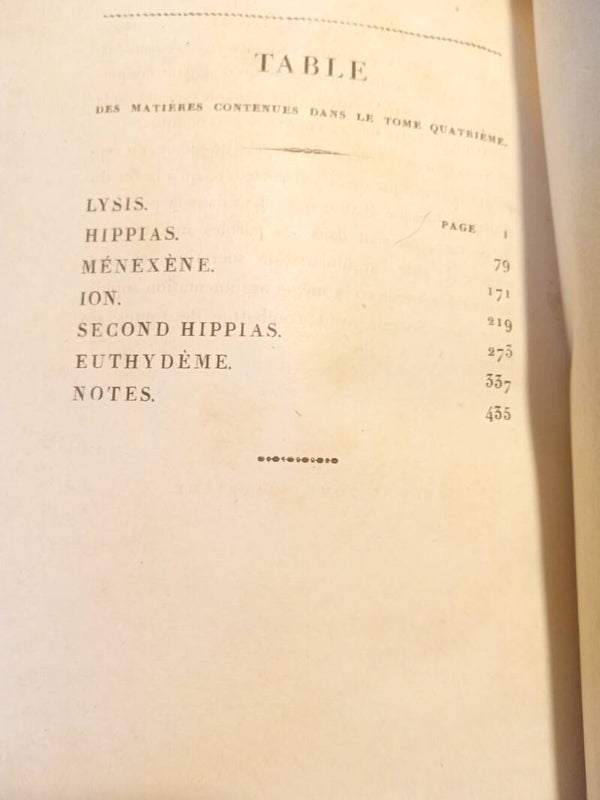 TABLE
DES MATIÈRES CONTENUES DANS LE TOME QUATRIÈME.
LYSIS. PAGE 1
HIPPIAS. 79
MÉNEXÈNE. 171
ION. 219
SECOND HIPPIAS. 273
EUTHYDÈME. 337
NOTES. 435